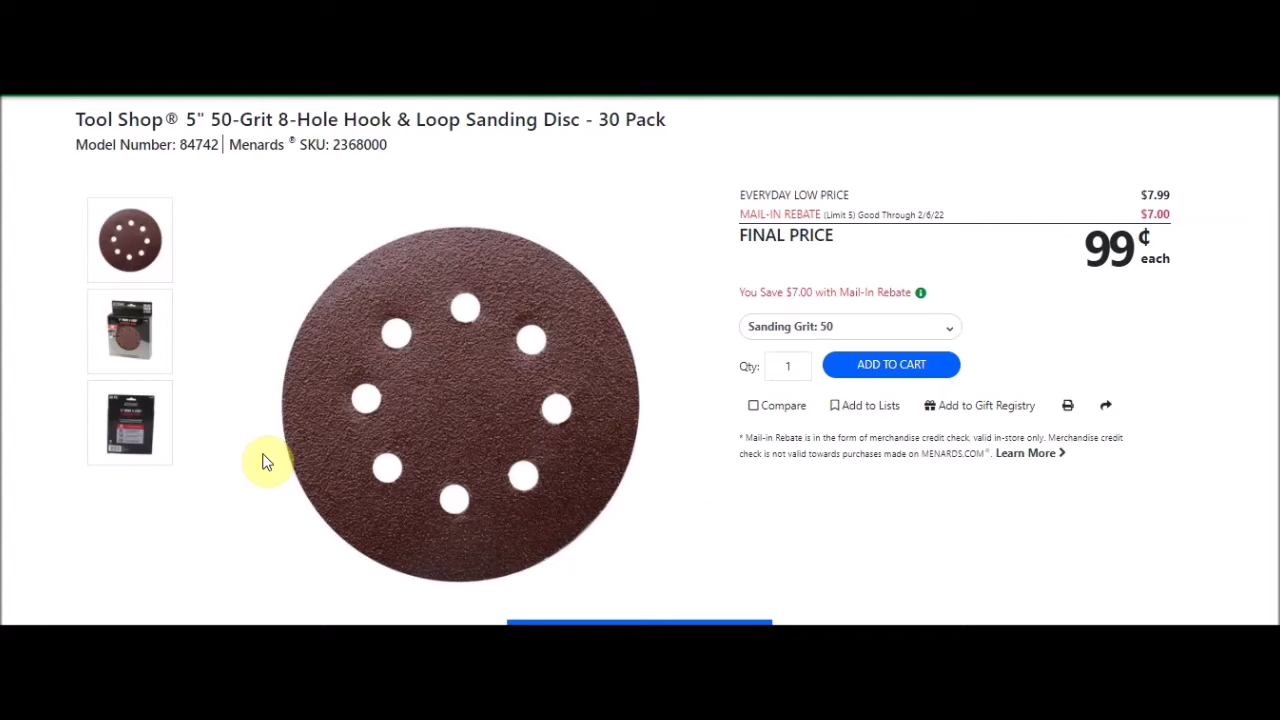 Tool Shop® 5" 50-Grit 8-Hole Hook & Loop Sanding Disc - 30 Pack
Model Number: 84742 | Menards ® SKU: 2368000
EVERYDAY LOW PRICE $7.99
MAIL-IN REBATE (Limit 5) Good Through 2/6/22 $7.00
FINAL PRICE 99¢ each
You Save $7.00 with Mail-In Rebate
Sanding Grit: 50
Qty: 1 ADD TO CART
Compare Add to Lists Add to Gift Registry
* Mail-in Rebate is in the form of merchandise credit check, valid in-store only. Merchandise credit
check is not valid towards purchases made on MENARDS.COM®. Learn More